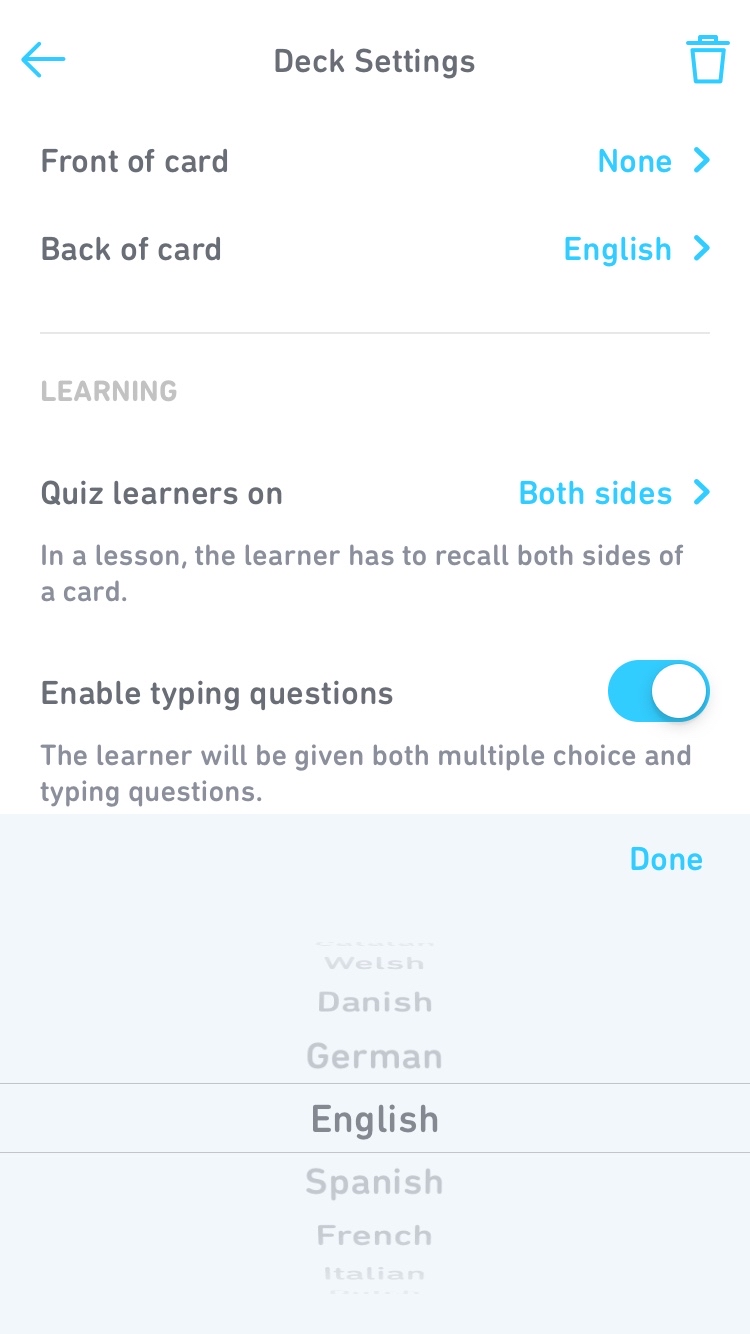 Deck Settings
Front of card None
Back of card English
LEARNING
Quiz learners on Both sides
In a lesson, the learner has to recall both sides of
a card.
Enable typing questions
The learner will be given both multiple choice and
typing questions.
Done
Catalan
Welsh
Danish
German
English
Spanish
French
Italian